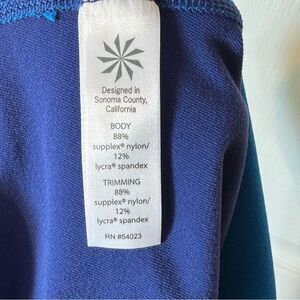 Designed in
Sonoma County,
California
BODY
88%
supplex® nylon/
12%
lycra® spandex
TRIMMING
88%
supplex® nylon/
12%
lycra® spandex
RN #54023